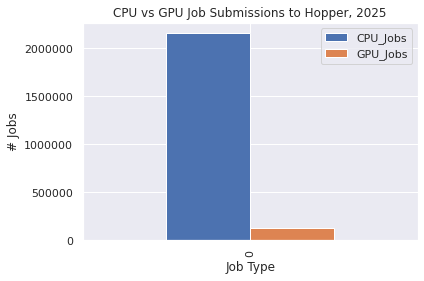 CPU vs GPU Job Submissions to Hopper, 2025
CPU_Jobs
GPU_Jobs
2000000
1500000
1000000
500000
0
# Jobs
0
Job Type